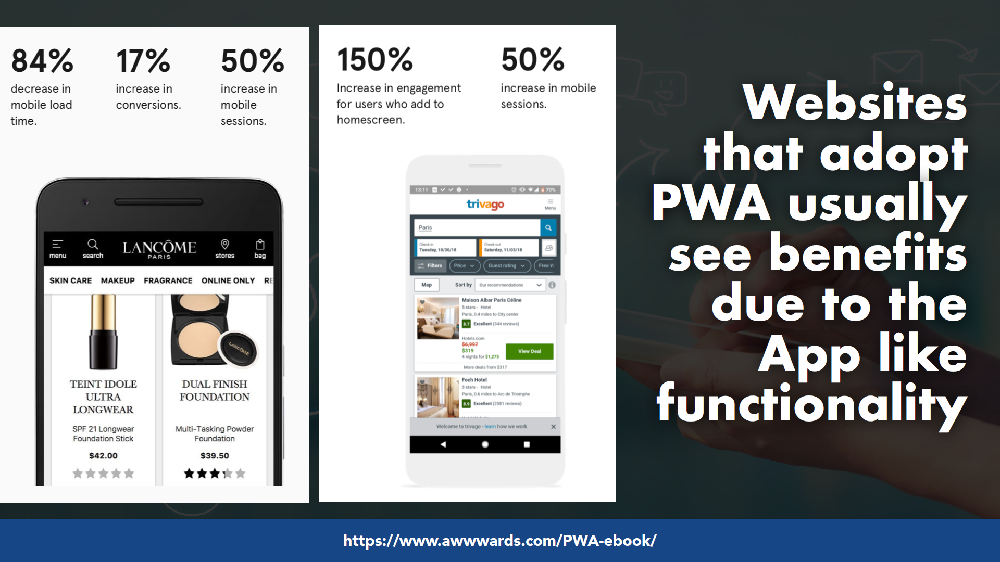 84%
decrease in
mobile load
time.
17%
increase in
conversions.
50%
increase in
mobile
sessions.
menu
search
LANCÔME
PARIS
stores
bag
SKIN CARE MAKEUP FRAGRANCE ONLINE ONLY RE
LANCÔME
TEINT IDOLE
ULTRA
LONGWEAR
SPF 21 Longwear
Foundation Stick
$42.00
DUAL FINISH
FOUNDATION
Multi-Tasking Powder
Foundation
$39.50
150%
Increase in engagement
for users who add to
homescreen.
50%
increase in mobile
sessions.
13:11
70%
trivago
Menu
Paris
Check-in
Tuesday, 10/30/18
Check-out
Saturday, 11/03/18
Filters
Price
Guest rating
Free
Map
Sort by
Our recommendations
Maison Albar Paris Céline
5 stars - Hotel
Paris, 0.4 miles to City center
8.7 Excellent (344 reviews)
Hotels.com
$6,997
$319
4 nights for $1,275
View Deal
More deals from $317
Foch Hotel
3 stars - Hotel
Paris, 0.6 miles to Arc de Triomphe
8.9 Excellent (2581 reviews)
Welcome to trivago - learn how we work.
Websites
that adopt
PWA usually
see benefits
due to the
App like
functionality
https://www.awwwards.com/PWA-ebook/